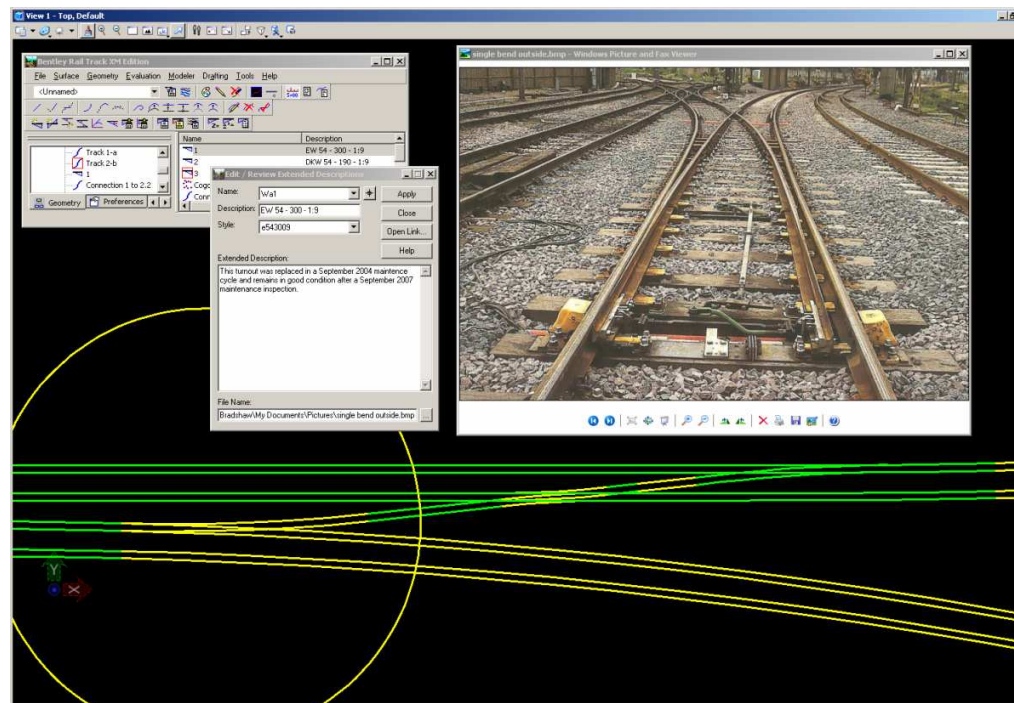 View 1 - Top, Default
Bentley Rail Track XM Edition
File Surface Geometry Evaluation Modeler Drafting Tools Help
<Unnamed>
Name Description
Track 1-a
Track 2-b
1
Connection 1 to 2.2
1 EW 54 - 300 - 1:9
2 DKW 54 - 190 - 1:9
3
Cogo
Conr
Geometry Preferences
Edit / Review Extended Descriptions
Name: Wa1 Apply
Description: EW 54 - 300 - 1:9 Close
Style: e543009 Open Link...
Help
Extended Description:
This turnout was replaced in a September 2004 maintence
cycle and remains in good condition after a September 2007
maintenance inspection.
File Name:
Bradshaw\My Documents\Pictures\single bend outside.bmp ...
single bend outside.bmp - Windows Picture and Fax Viewer
Y
X